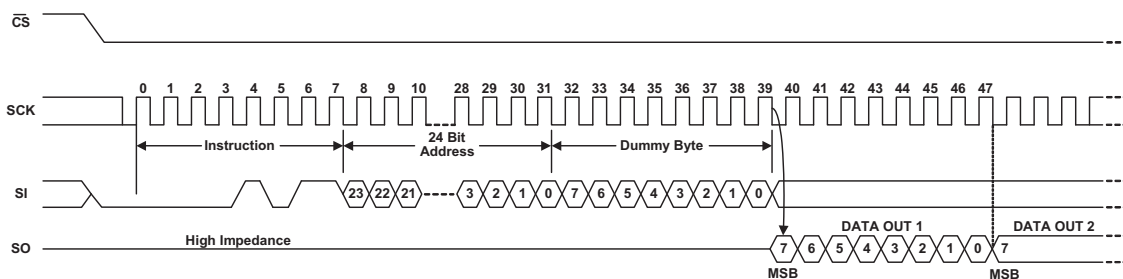 CS
0 1 2 3 4 5 6 7 8 9 10 28 29 30 31 32 33 34 35 36 37 38 39 40 41 42 43 44 45 46 47
SCK
Instruction
24 Bit
Address
Dummy Byte
SI
23 22 21 3 2 1 0 7 6 5 4 3 2 1 0
DATA OUT 1
DATA OUT 2
High Impedance
SO
7 6 5 4 3 2 1 0 7
MSB
MSB